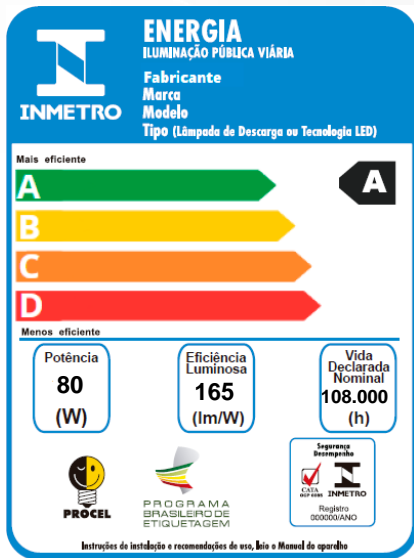 ENERGIA
ILUMINAÇÃO PÚBLICA VIÁRIA
Fabricante
Marca
Modelo
Tipo (Lâmpada de Descarga ou Tecnologia LED)
INMETRO
Mais eficiente
A
A
B
C
D
Menos eficiente
Potência
80
(W)
Eficiência
Luminosa
165
(lm/W)
Vida
Declarada
Nominal
108.000
(h)
PROCEL
PROGRAMA
BRASILEIRO DE
ETIQUETAGEM
Segurança
Desempenho
INMETRO
Registro
000000/ANO
Instruções de instalação e recomendações de uso, leia o Manual do aparelho